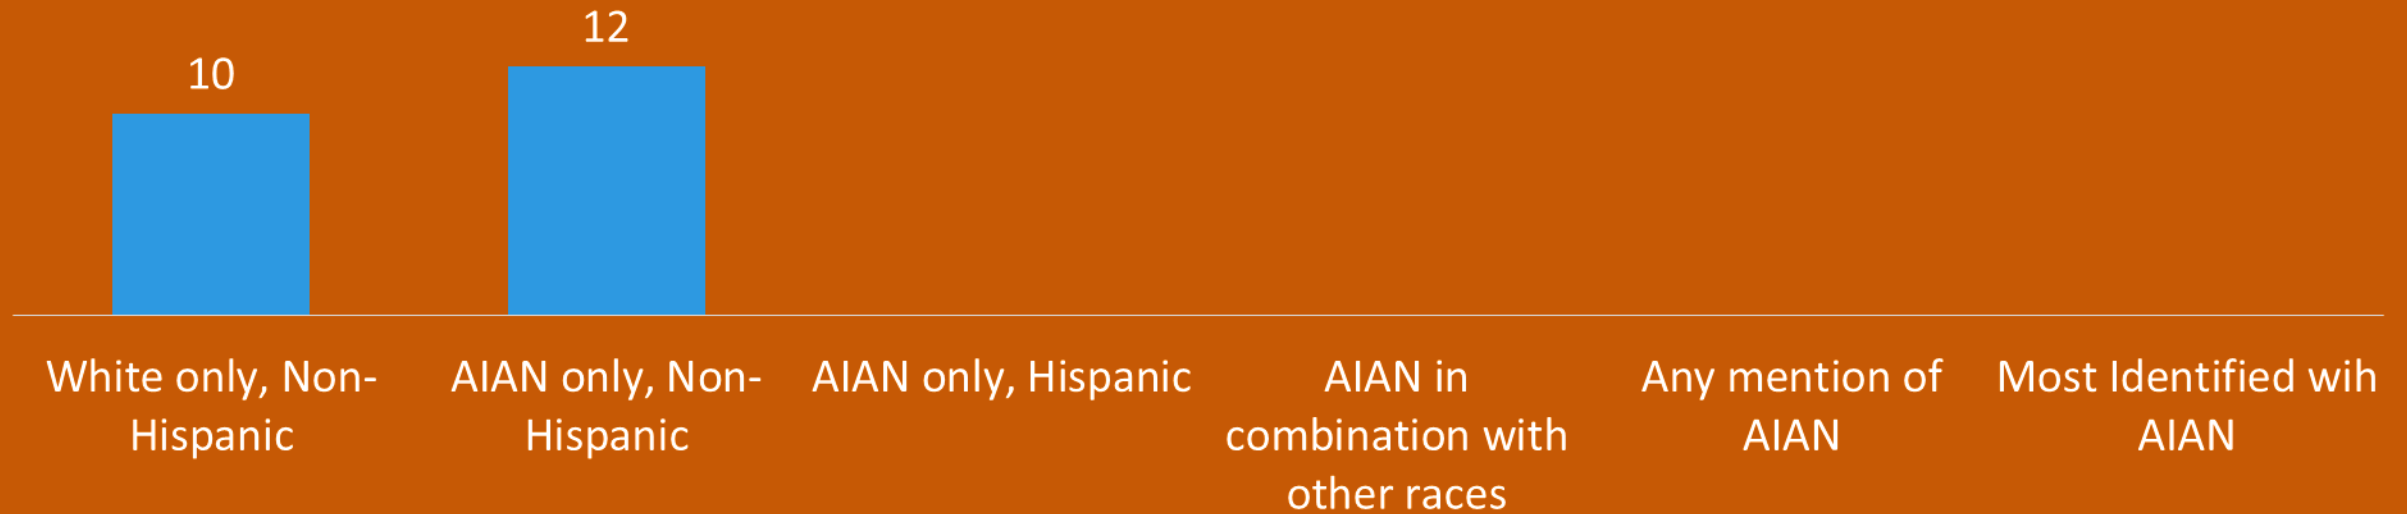 12
10
White only, Non-
Hispanic
AIAN only, Non-
Hispanic
AIAN only, Hispanic
AIAN in
combination with
other races
Any mention of
AIAN
Most Identified wih
AIAN